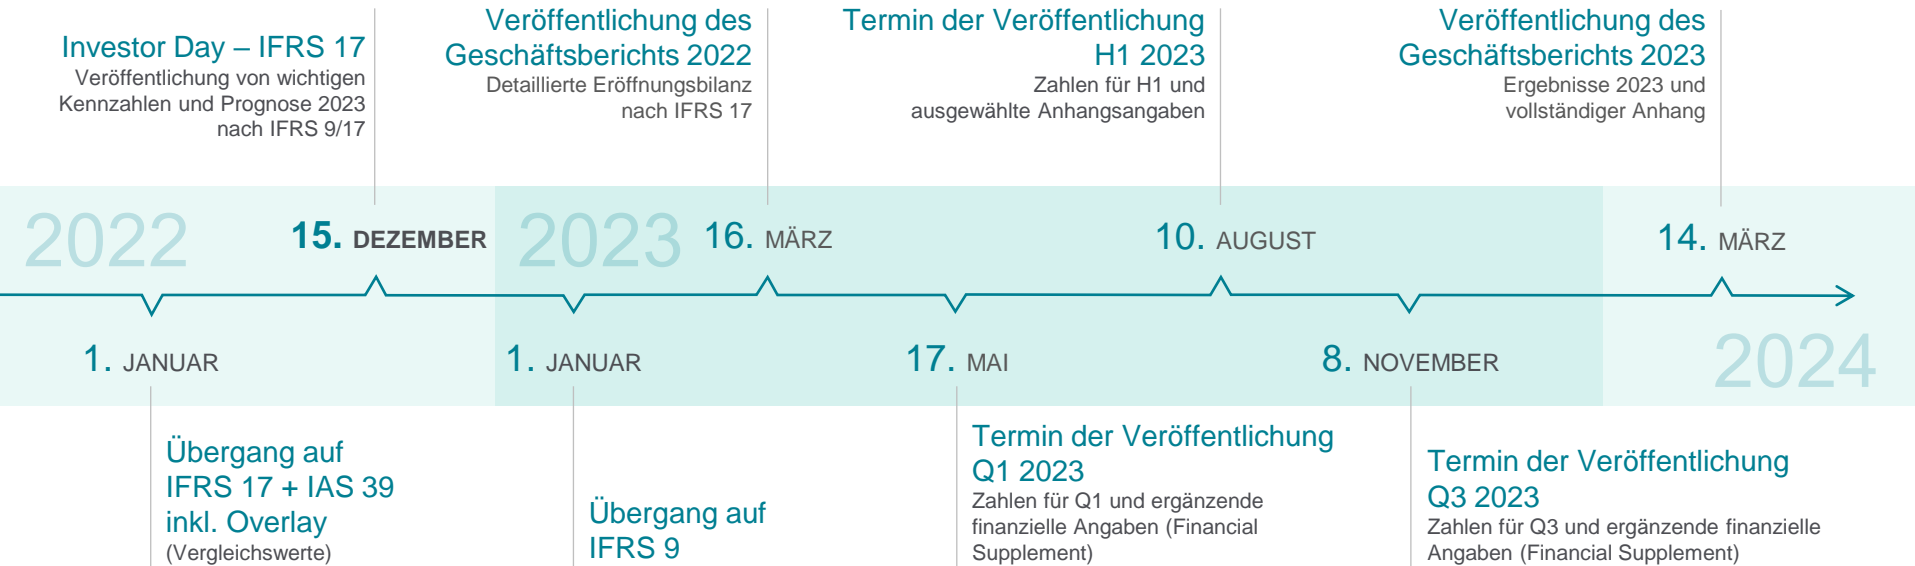 Investor Day – IFRS 17
Veröffentlichung von wichtigen
Kennzahlen und Prognose 2023
nach IFRS 9/17
Veröffentlichung des
Geschäftsberichts 2022
Detaillierte Eröffnungsbilanz
nach IFRS 17
Termin der Veröffentlichung
H1 2023
Zahlen für H1 und
ausgewählte Anhangsangaben
Veröffentlichung des
Geschäftsberichts 2023
Ergebnisse 2023 und
vollständiger Anhang
2022
15. DEZEMBER
2023
16. MÄRZ
10. AUGUST
14. MÄRZ
1. JANUAR
1. JANUAR
17. MAI
8. NOVEMBER
2024
Übergang auf
IFRS 17 + IAS 39
inkl. Overlay
(Vergleichswerte)
Übergang auf
IFRS 9
Termin der Veröffentlichung
Q1 2023
Zahlen für Q1 und ergänzende
finanzielle Angaben (Financial
Supplement)
Termin der Veröffentlichung
Q3 2023
Zahlen für Q3 und ergänzende finanzielle
Angaben (Financial Supplement)